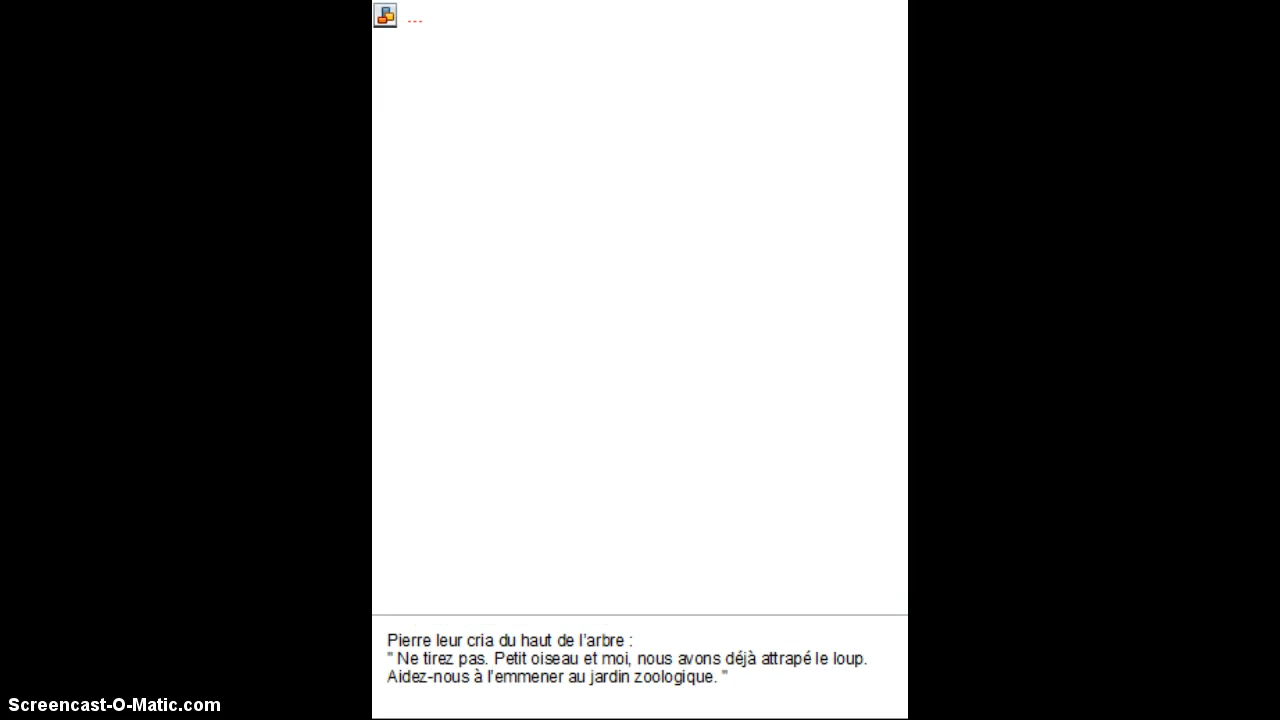 ...
Pierre leur cria du haut de l'arbre :
" Ne tirez pas. Petit oiseau et moi, nous avons déjà attrapé le loup.
Aidez-nous à l'emmener au jardin zoologique. "
Screencast-O-Matic.com